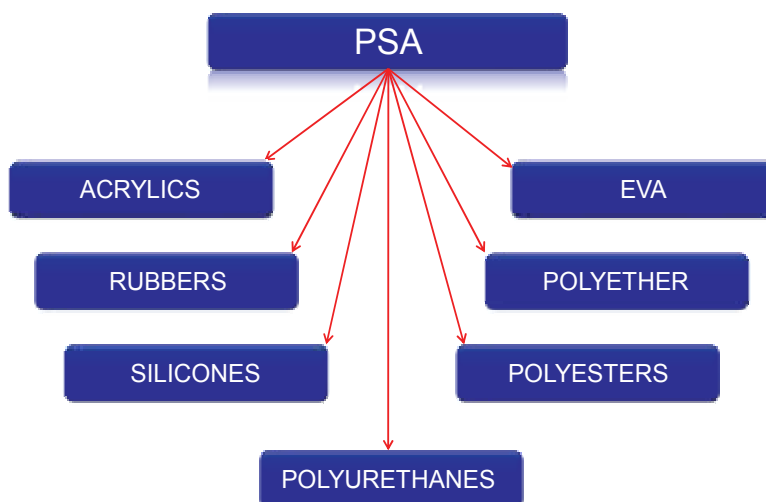 PSA
ACRYLICS
EVA
RUBBERS
POLYETHER
SILICONES
POLYESTERS
POLYURETHANES